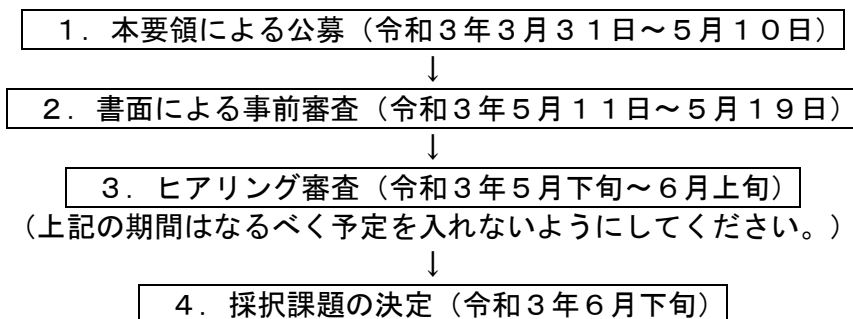 １．本要領による公募（令和３年３月３１日～５月１０日）
↓
２．書面による事前審査（令和３年５月１１日～５月１９日）
↓
３．ヒアリング審査（令和３年５月下旬～６月上旬）
（上記の期間はなるべく予定を入れないようにしてください。）
↓
４．採択課題の決定（令和３年６月下旬）